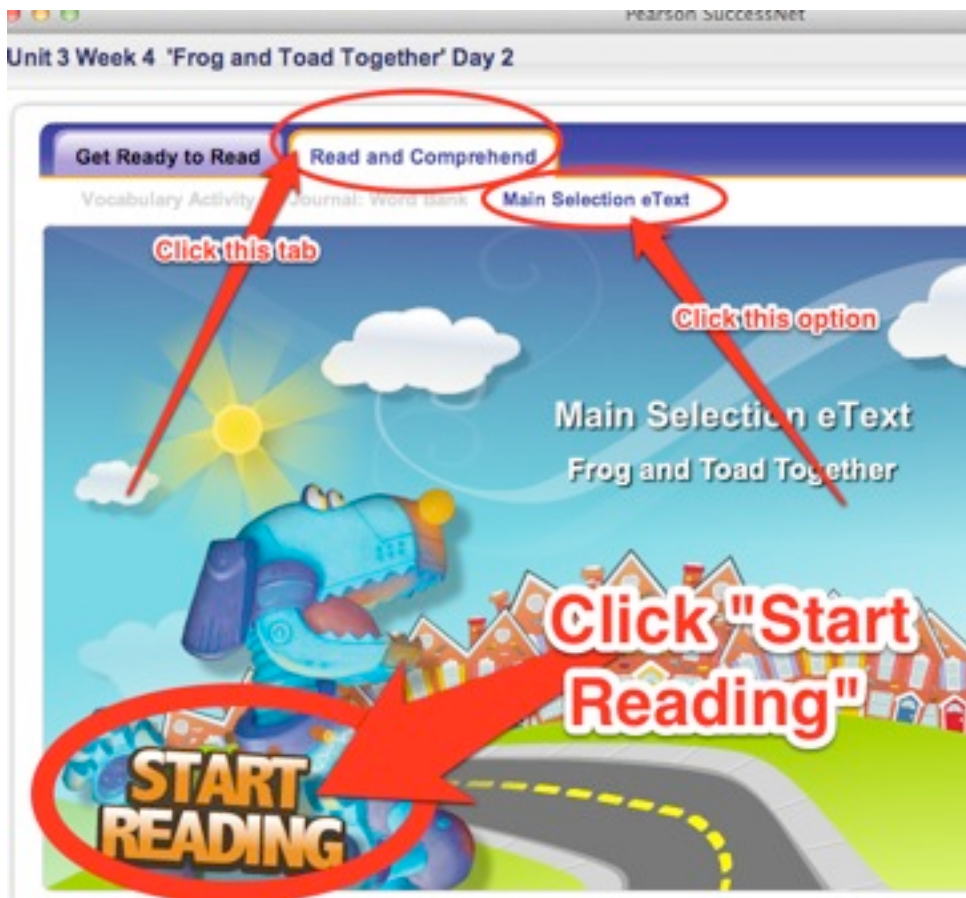 Pearson SuccessNet
Unit 3 Week 4 'Frog and Toad Together' Day 2
Get Ready to Read
Read and Comprehend
Vocabulary Activity
Journal: Word Bank
Main Selection eText
Click this tab
Click this option
Main Selection eText
Frog and Toad Together
Click "Start
Reading"
START
READING